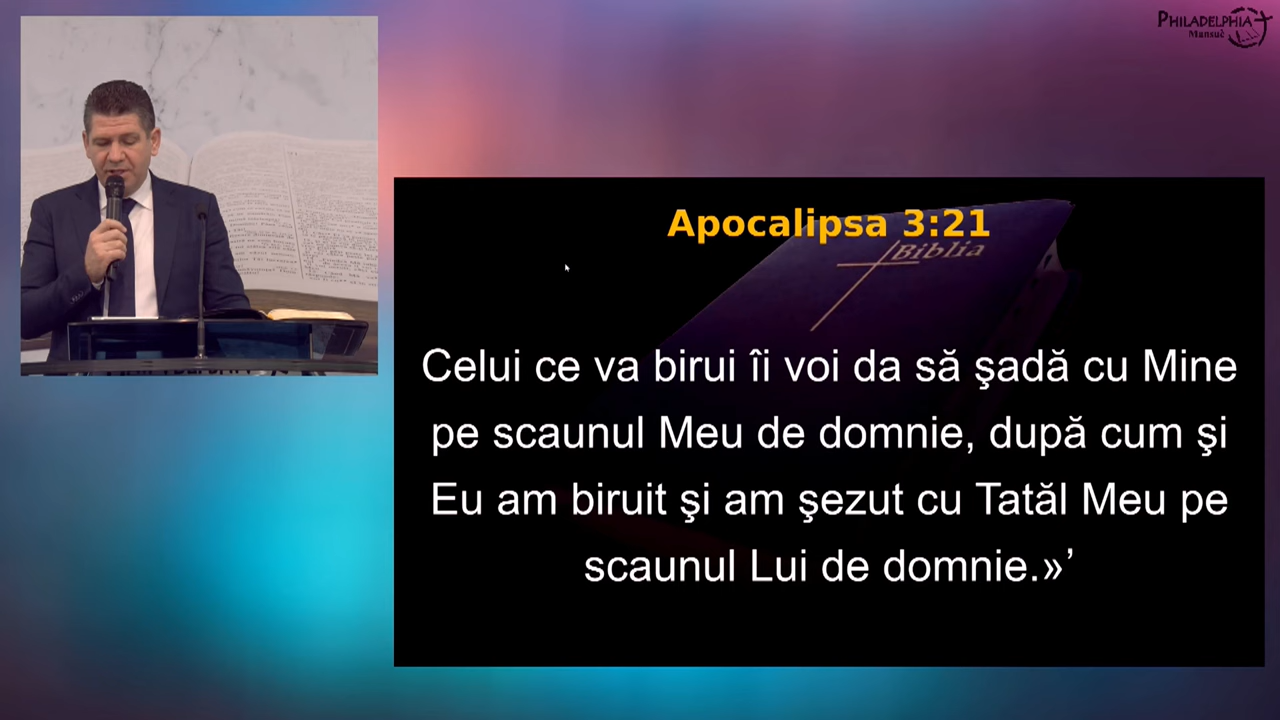 PHILADELPHIA
Mansuè
Apocalipsa 3:21
Biblia
Celui ce va birui îi voi da să şadă cu Mine
pe scaunul Meu de domnie, după cum şi
Eu am biruit şi am şezut cu Tatăl Meu pe
scaunul Lui de domnie.»’